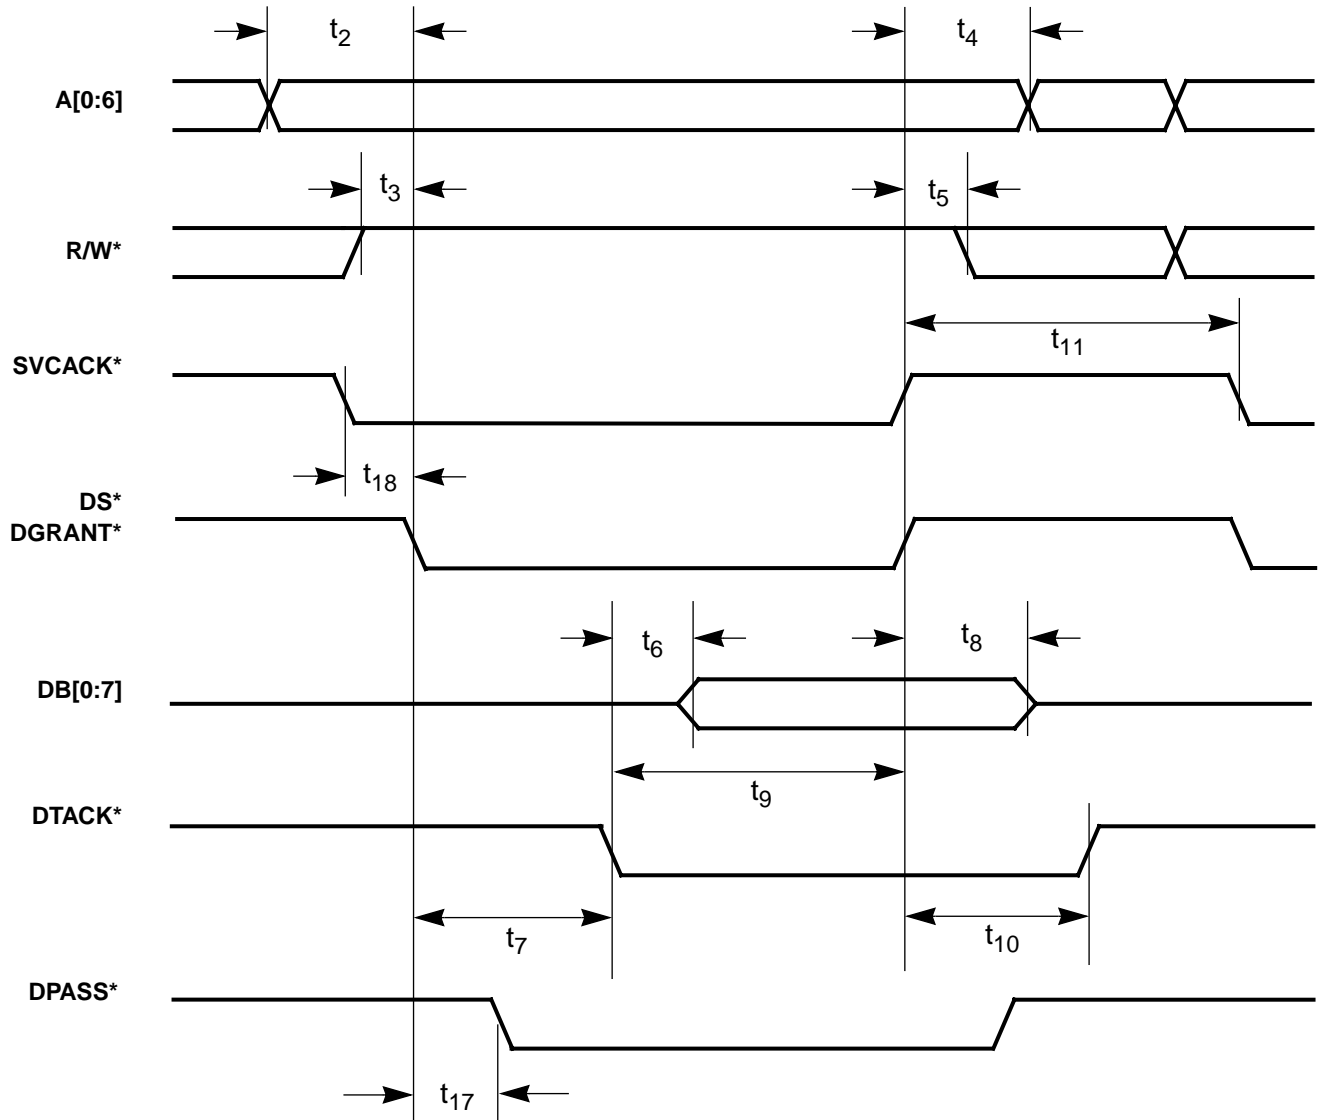 t2 t4
A[0:6]
t3 t5
R/W*
t11
SVCACK*
t18
DS*
DGRANT*
t6 t8
DB[0:7]
t9
DTACK*
t7 t10
DPASS*
t17